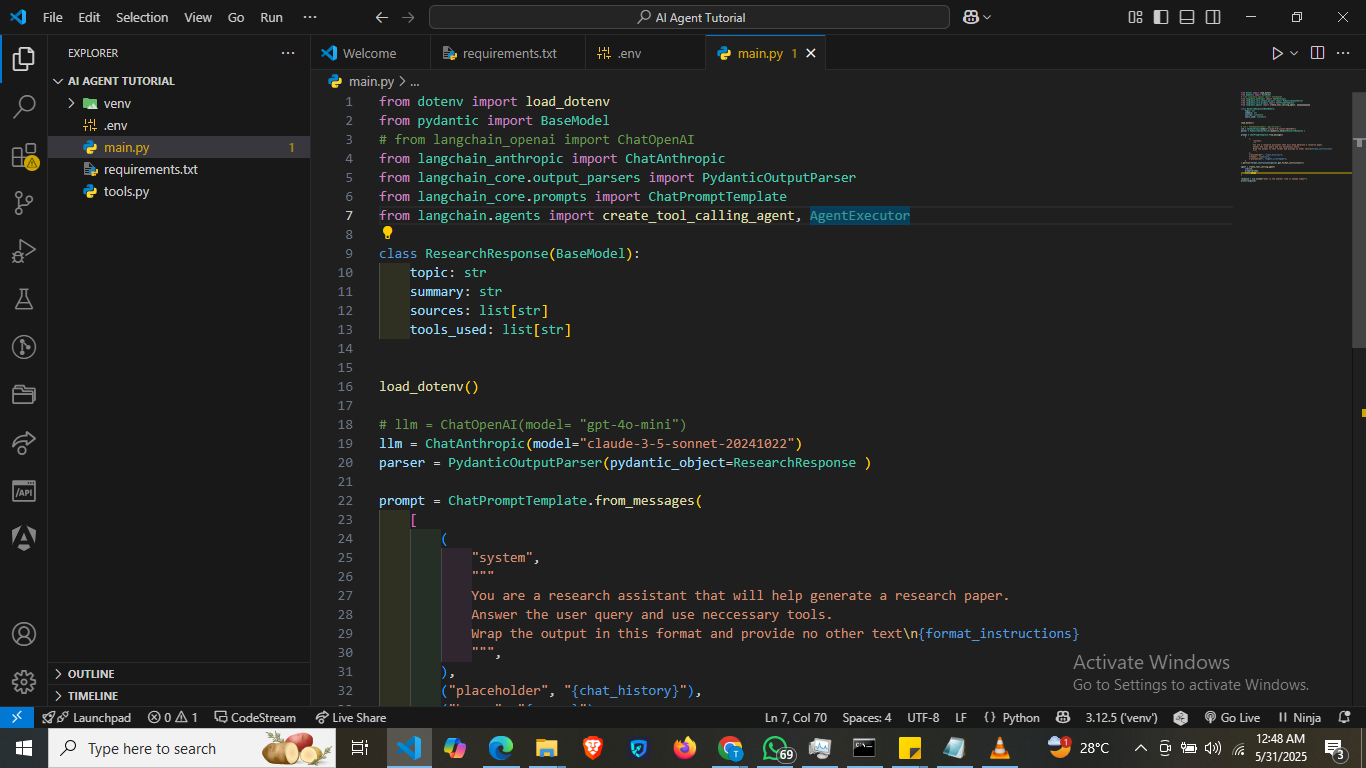 File Edit Selection View Go Run ···
AI Agent Tutorial
EXPLORER
AI AGENT TUTORIAL
venv
.env
main.py 1
requirements.txt
tools.py
OUTLINE
TIMELINE
Welcome requirements.txt .env main.py 1
main.py > ...
1 from dotenv import load_dotenv
2 from pydantic import BaseModel
3 # from langchain_openai import ChatOpenAI
4 from langchain_anthropic import ChatAnthropic
5 from langchain_core.output_parsers import PydanticOutputParser
6 from langchain_core.prompts import ChatPromptTemplate
7 from langchain.agents import create_tool_calling_agent, AgentExecutor
8
9 class ResearchResponse(BaseModel):
10 topic: str
11 summary: str
12 sources: list[str]
13 tools_used: list[str]
14
15
16 load_dotenv()
17
18 # llm = ChatOpenAI(model= "gpt-4o-mini")
19 llm = ChatAnthropic(model="claude-3-5-sonnet-20241022")
20 parser = PydanticOutputParser(pydantic_object=ResearchResponse )
21
22 prompt = ChatPromptTemplate.from_messages(
23 [
24 (
25 "system",
26 """
27 You are a research assistant that will help generate a research paper.
28 Answer the user query and use neccessary tools.
29 Wrap the output in this format and provide no other text\n{format_instructions}
30 """,
31 ),
32 ("placeholder", "{chat_history}"),
Activate Windows
Go to Settings to activate Windows.
Launchpad 0 1 CodeStream Live Share Ln 7, Col 70 Spaces: 4 UTF-8 LF Python 3.12.5 ('venv') Go Live Ninja
Type here to search
69
1 28°C
12:48 AM
5/31/2025
3